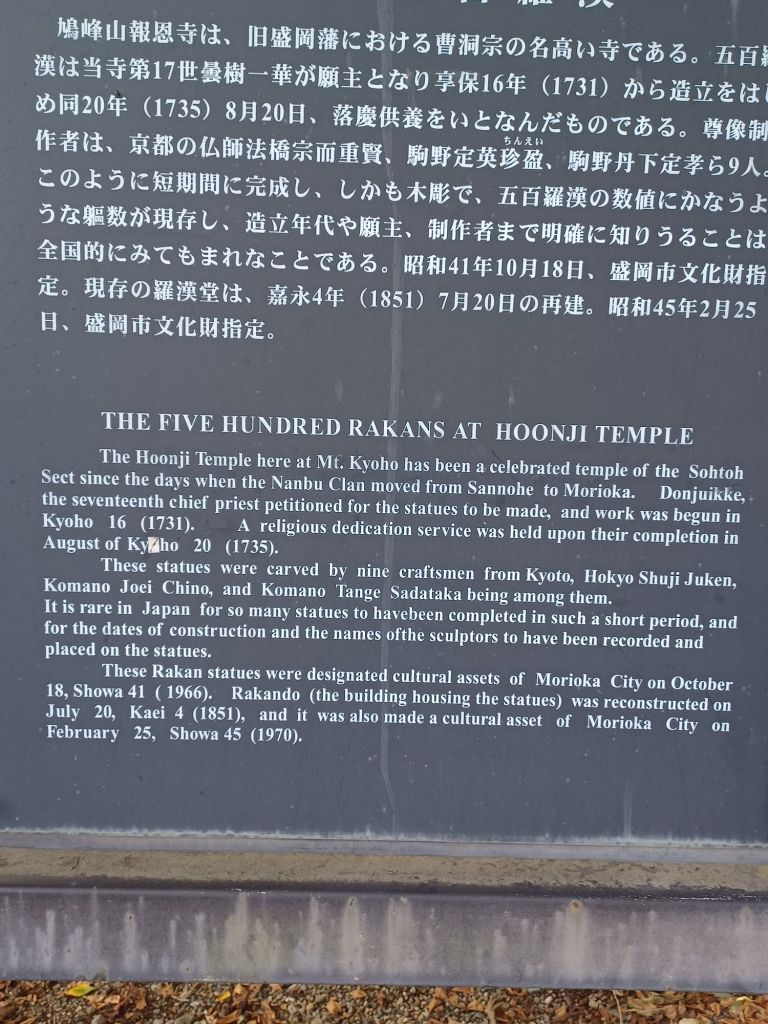 羅漢
鳩峰山報恩寺は、旧盛岡藩における曹洞宗の名高い寺である。五百羅
漢は当寺第17世曇樹一華が願主となり享保16年（1731）から造立をはじ
め同20年（1735）8月20日、落慶供養をいとなんだものである。尊像制
作者は、京都の仏師法橋宗而重賢、駒野定英珍盈、駒野丹下定孝ら9人。
ちんえい
このように短期間に完成し、しかも木彫で、五百羅漢の数値にかなうよ
うな軀数が現存し、造立年代や願主、制作者まで明確に知りうることは
全国的にみてもまれなことである。昭和41年10月18日、盛岡市文化財指
定。現存の羅漢堂は、嘉永4年（1851）7月20日の再建。昭和45年2月25
日、盛岡市文化財指定。
THE FIVE HUNDRED RAKANS AT HOONJI TEMPLE
The Hoonji Temple here at Mt. Kyoho has been a celebrated temple of the Sohtoh
Sect since the days when the Nanbu Clan moved from Sannohe to Morioka. Donjuikke,
the seventeenth chief priest petitioned for the statues to be made, and work was begun in
Kyoho 16 (1731). A religious dedication service was held upon their completion in
August of Ky ho 20 (1735).
These statues were carved by nine craftsmen from Kyoto, Hokyo Shuji Juken,
Komano Joei Chino, and Komano Tange Sadataka being among them.
It is rare in Japan for so many statues to havebeen completed in such a short period, and
for the dates of construction and the names ofthe sculptors to have been recorded and
placed on the statues.
These Rakan statues were designated cultural assets of Morioka City on October
18, Showa 41 ( 1966). Rakando (the building housing the statues) was reconstructed on
July 20, Kaei 4 (1851), and it was also made a cultural asset of Morioka City on
February 25, Showa 45 (1970).